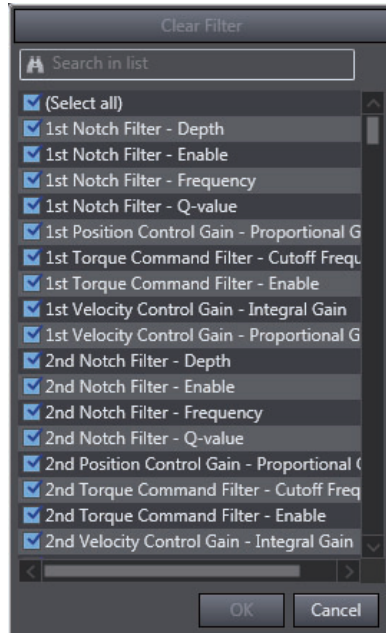 Clear Filter
Search in list
(Select all)
1st Notch Filter - Depth
1st Notch Filter - Enable
1st Notch Filter - Frequency
1st Notch Filter - Q-value
1st Position Control Gain - Proportional G
1st Torque Command Filter - Cutoff Frequ
1st Torque Command Filter - Enable
1st Velocity Control Gain - Integral Gain
1st Velocity Control Gain - Proportional G
2nd Notch Filter - Depth
2nd Notch Filter - Enable
2nd Notch Filter - Frequency
2nd Notch Filter - Q-value
2nd Position Control Gain - Proportional (
2nd Torque Command Filter - Cutoff Freq
2nd Torque Command Filter - Enable
2nd Velocity Control Gain - Integral Gain
OK Cancel